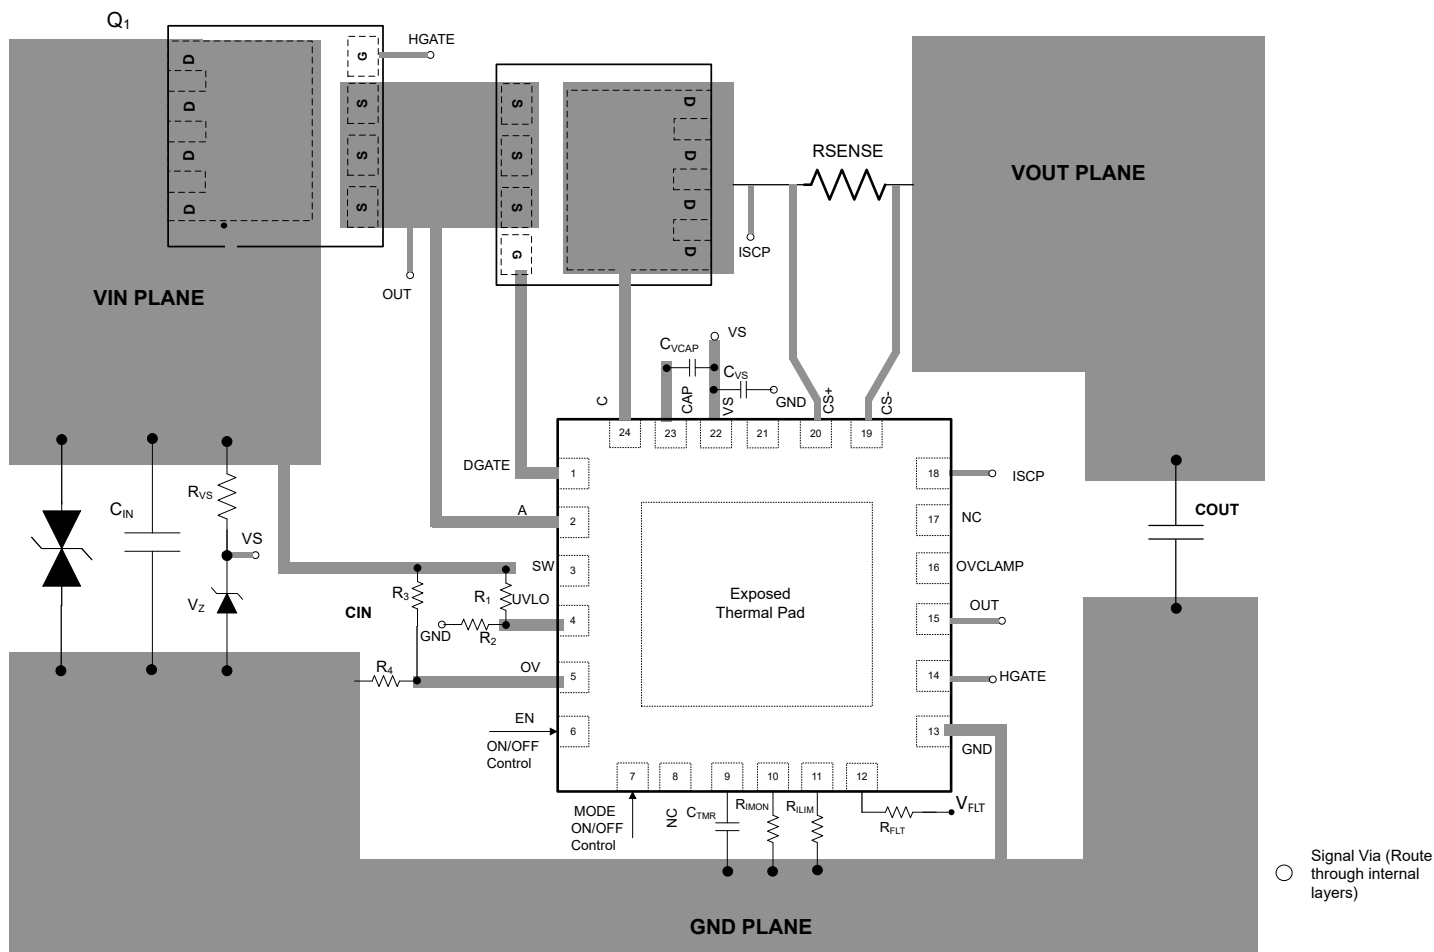 Q1
HGATE
D
D
D
D
G
S
S
S
S
S
S
G
D
D
D
D
RSENSE
VOUT PLANE
ISCP
OUT
VIN PLANE
VS
CVCAP
CVS
GND
C
CAP
VS
CS+
CS-
24
23
22
21
20
19
DGATE
1
18
ISCP
A
2
17
NC
SW
3
16
OVCLAMP
UVLO
4
15
OUT
OV
5
14
HGATE
EN
6
13
GND
ON/OFF
Control
Exposed
Thermal Pad
CIN
RVS
VS
VZ
R3
R1
CIN
GND
R2
R4
COUT
7
8
9
10
11
12
MODE
ON/OFF
Control
NC
CTMR
RIMON
RILIM
RFLT
VFLT
GND PLANE
Signal Via (Route
through internal
layers)